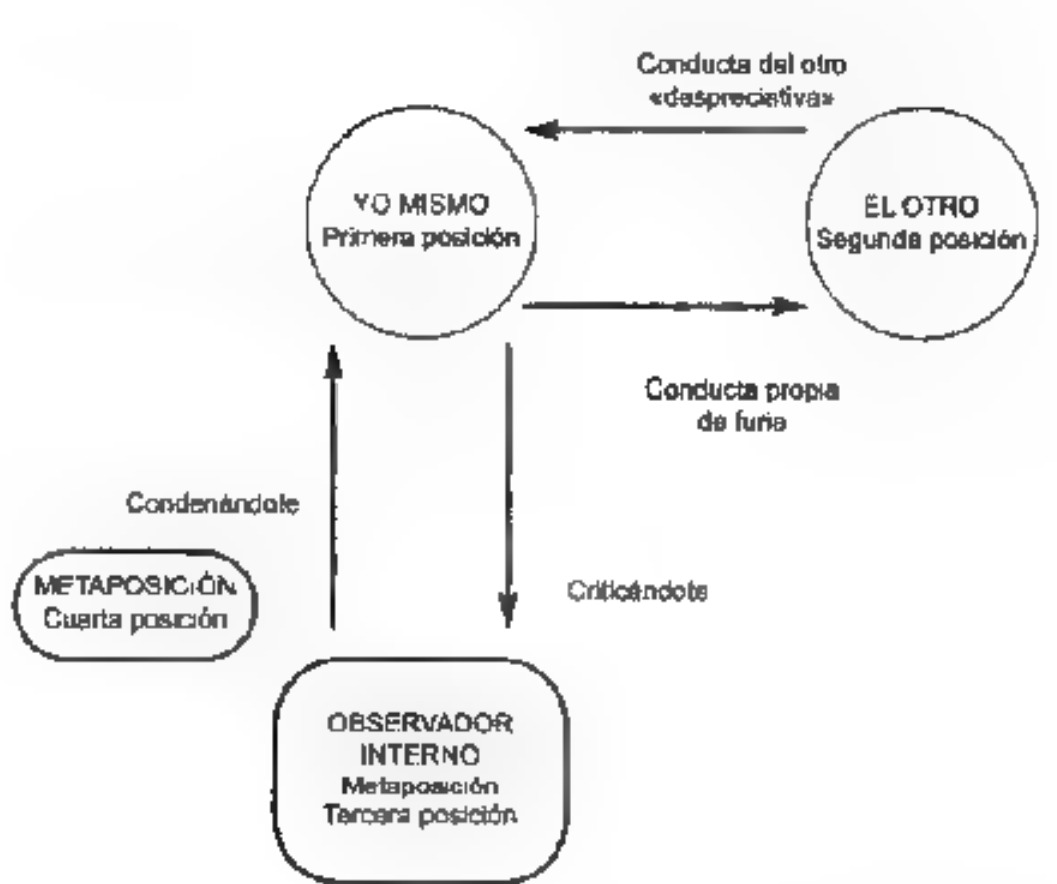 Conducta del otro
«despreciativa»
YO MISMO
Primera posición
EL OTRO
Segunda posición
Conducta propia
de furia
Condenándote
METAPOSICIÓN
Cuarta posición
Criticándote
OBSERVADOR
INTERNO
Metaposición
Tercera posición